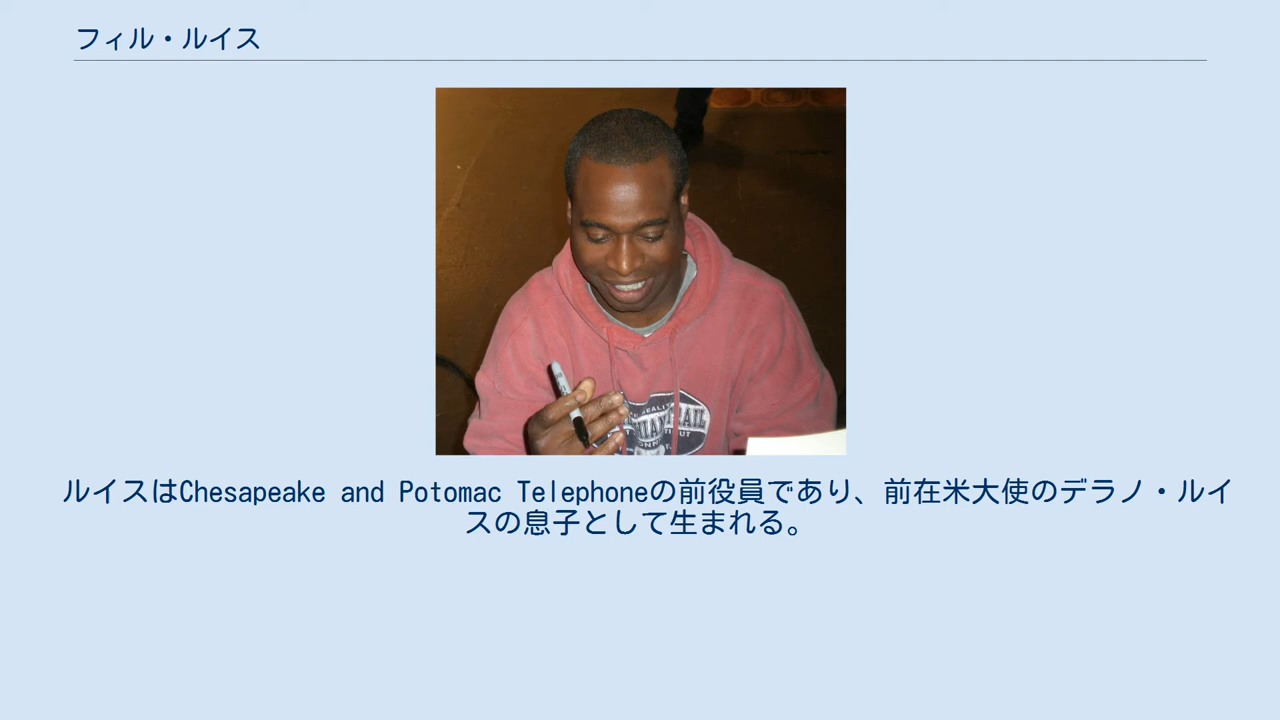 フィル・ルイス
MIAMI
ルイスはChesapeake and Potomac Telephoneの前役員であり、前在米大使のデラノ・ルイ
スの息子として生まれる。